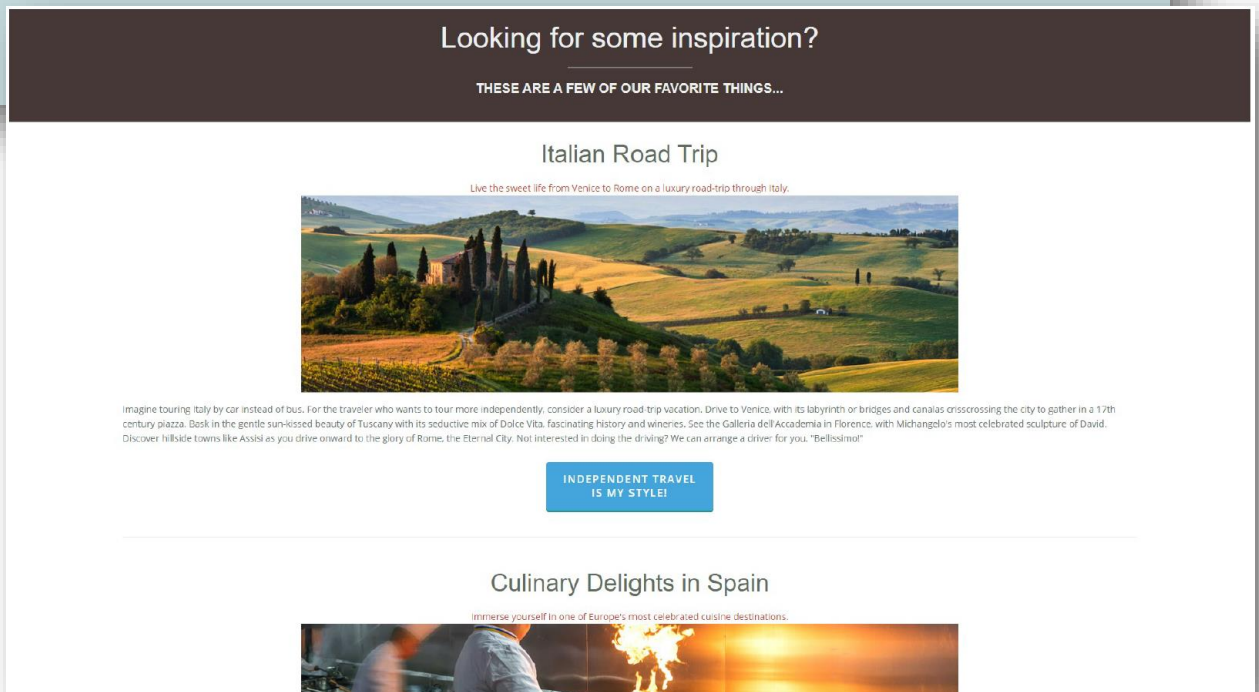 Looking for some inspiration?
THESE ARE A FEW OF OUR FAVORITE THINGS...
Italian Road Trip
Live the sweet life from Venice to Rome on a luxury road-trip through Italy.
Imagine touring Italy by car instead of bus. For the traveler who wants to tour more independently, consider a luxury road-trip vacation. Drive to Venice, with its labyrinth or bridges and canalas crisscrossing the city to gather in a 17th
century piazza. Bask in the gentle sun-kissed beauty of Tuscany with its seductive mix of Dolce Vita, fascinating history and wineries. See the Galleria dell'Accademia in Florence, with Michangelo's most celebrated sculpture of David.
Discover hillside towns like Assisi as you drive onward to the glory of Rome, the Eternal City. Not interested in doing the driving? We can arrange a driver for you. "Bellissimo!"
INDEPENDENT TRAVEL
IS MY STYLE!
Culinary Delights in Spain
Immerse yourself in one of Europe's most celebrated cuisine destinations.